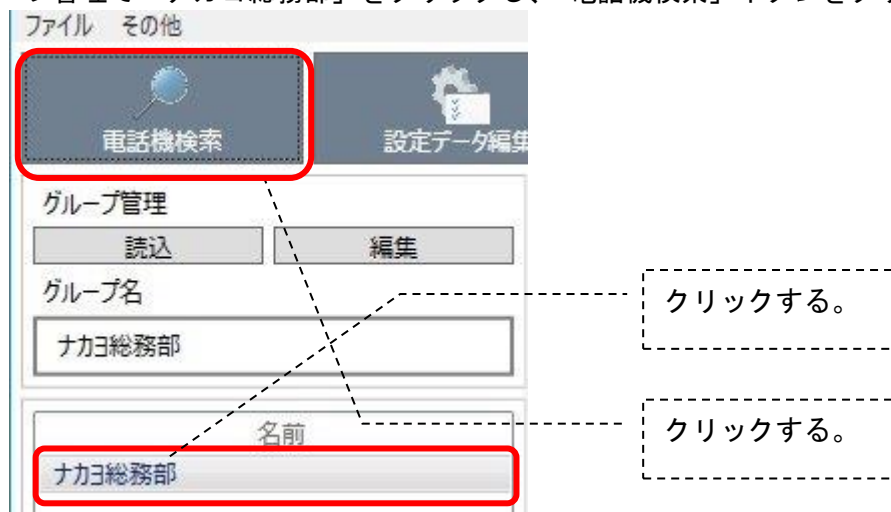 ファイル その他
電話機検索 設定データ編集
グループ管理
読込 編集
グループ名
クリックする。
ナカヨ総務部
クリックする。
名前
ナカヨ総務部